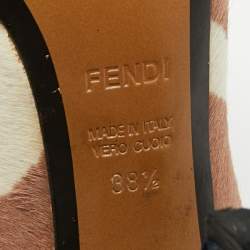 FENDI
MADE IN ITALY
VERO CUOIO
38½